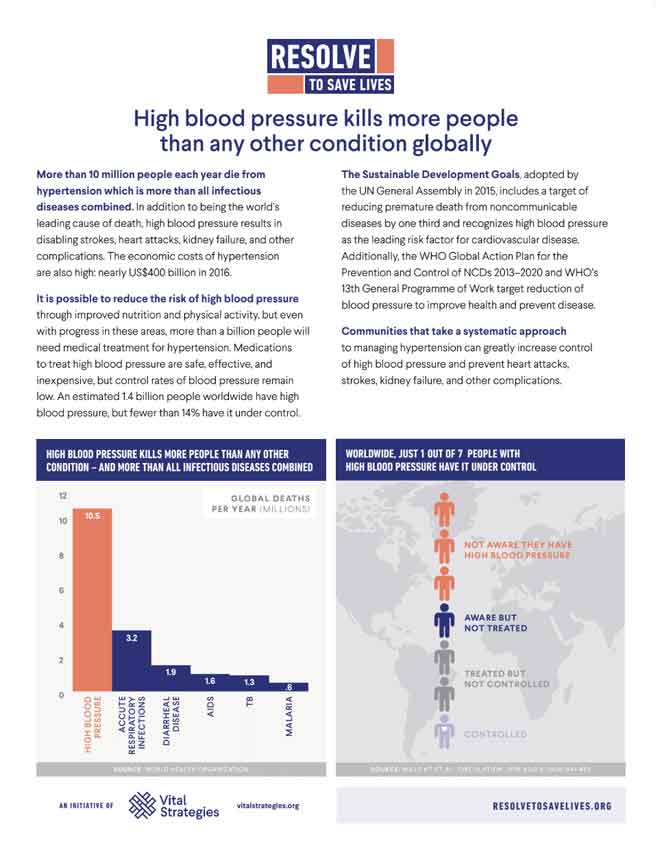 RESOLVE
TO SAVE LIVES
High blood pressure kills more people
than any other condition globally
More than 10 million people each year die from
hypertension which is more than all infectious
diseases combined. In addition to being the world's
leading cause of death, high blood pressure results in
disabling strokes, heart attacks, kidney failure, and other
complications. The economic costs of hypertension
are also high: nearly US$400 billion in 2016.
It is possible to reduce the risk of high blood pressure
through improved nutrition and physical activity, but even
with progress in these areas, more than a billion people will
need medical treatment for hypertension. Medications
to treat high blood pressure are safe, effective, and
inexpensive, but control rates of blood pressure remain
low. An estimated 1.4 billion people worldwide have high
blood pressure, but fewer than 14% have it under control.
The Sustainable Development Goals, adopted by
the UN General Assembly in 2015, includes a target of
reducing premature death from noncommunicable
diseases by one third and recognizes high blood pressure
as the leading risk factor for cardiovascular disease.
Additionally, the WHO Global Action Plan for the
Prevention and Control of NCDs 2013–2020 and WHO's
13th General Programme of Work target reduction of
blood pressure to improve health and prevent disease.
Communities that take a systematic approach
to managing hypertension can greatly increase control
of high blood pressure and prevent heart attacks,
strokes, kidney failure, and other complications.
HIGH BLOOD PRESSURE KILLS MORE PEOPLE THAN ANY OTHER
CONDITION – AND MORE THAN ALL INFECTIOUS DISEASES COMBINED
GLOBAL DEATHS
PER YEAR (MILLIONS)
12
10
8
6
4
2
0
10.5
3.2
1.9
1.6
1.3
.6
HIGH BLOOD
PRESSURE
ACCUTE
RESPIRATORY
INFECTIONS
DIARRHEAL
DISEASE
AIDS
TB
MALARIA
SOURCE: WORLD HEALTH ORGANIZATION
WORLDWIDE, JUST 1 OUT OF 7 PEOPLE WITH
HIGH BLOOD PRESSURE HAVE IT UNDER CONTROL
NOT AWARE THEY HAVE
HIGH BLOOD PRESSURE
AWARE BUT
NOT TREATED
TREATED BUT
NOT CONTROLLED
CONTROLLED
SOURCE:
AN INITIATIVE OF
Vital
Strategies
vitalstrategies.org
RESOLVETOSAVELIVES.ORG